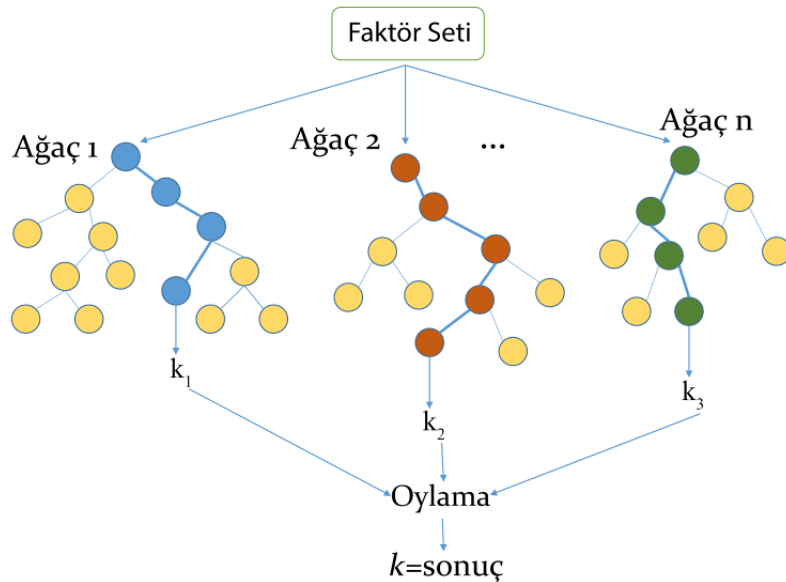 Faktör Seti
Ağaç 1
Ağaç 2
...
Ağaç n
k₁
k₂
k₃
Oylama
k=sonuç